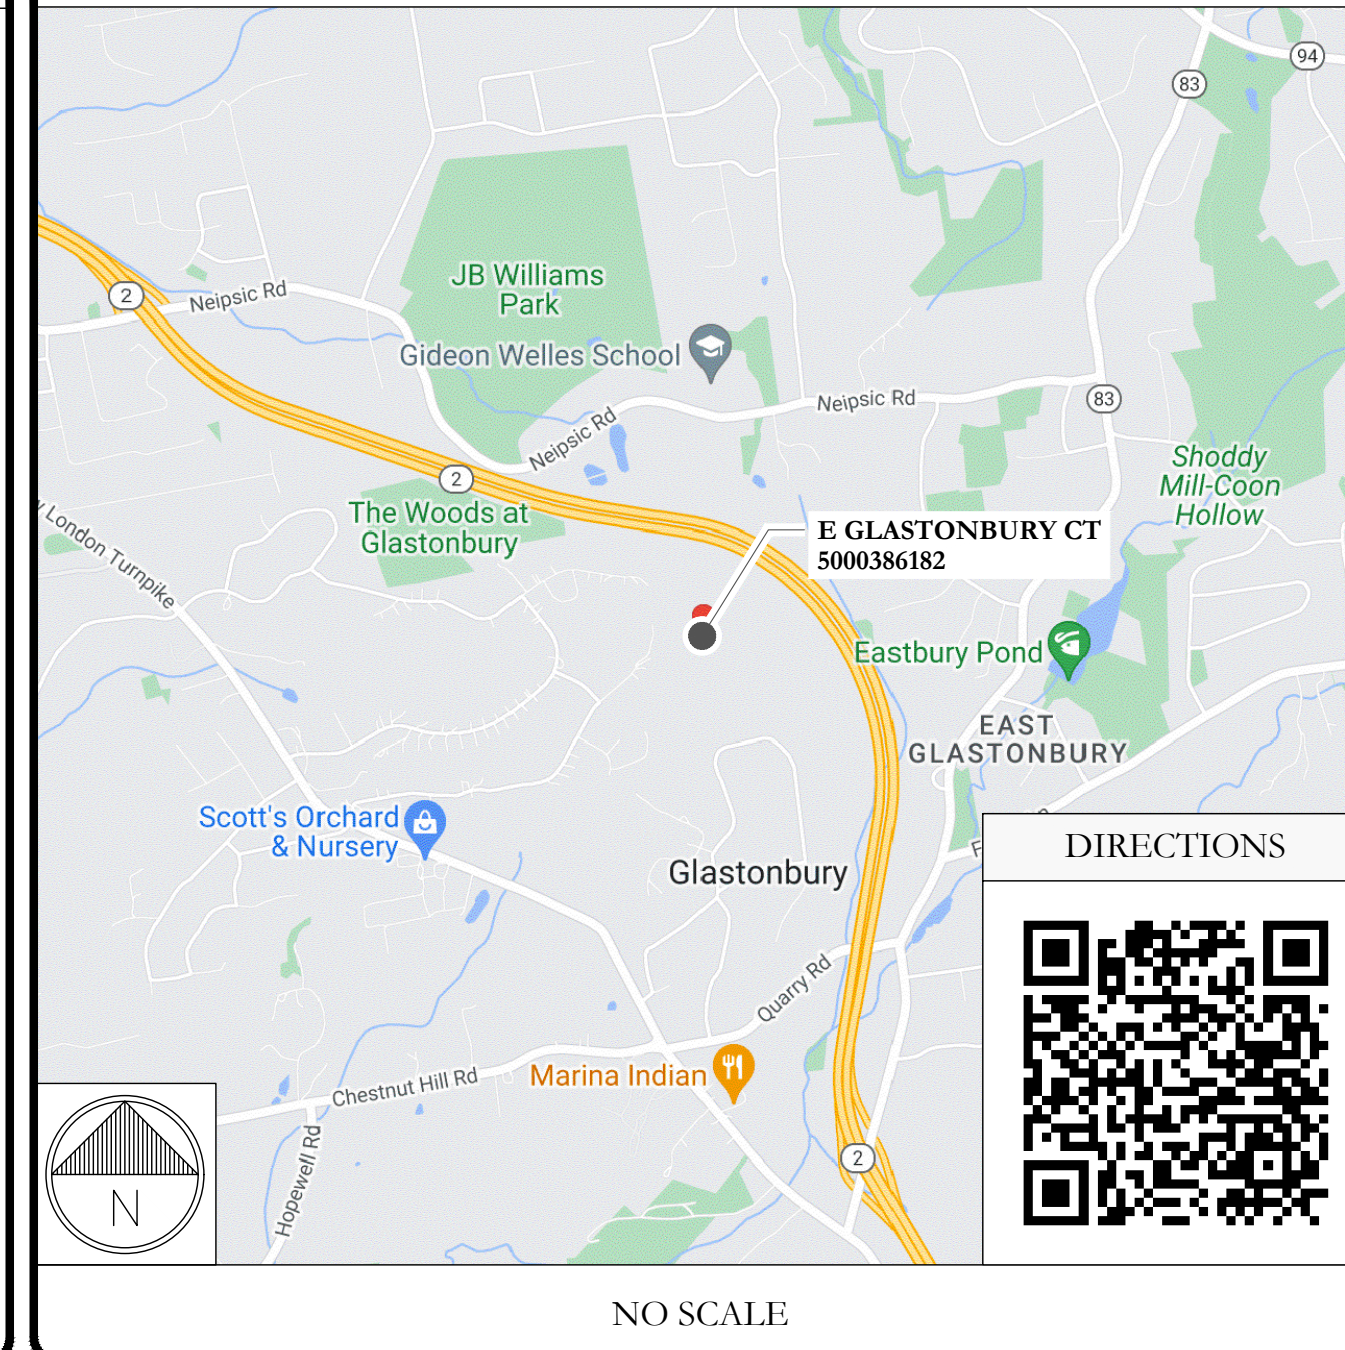 94
83
JB Williams
Park
2
Neipsic Rd
Gideon Welles School
Neipsic Rd
83
Neipsic Rd
2
Shoddy
Mill-Coon
Hollow
The Woods at
Glastonbury
London Turnpike
E GLASTONBURY CT
5000386182
Eastbury Pond
EAST
GLASTONBURY
Scott's Orchard
& Nursery
Glastonbury
DIRECTIONS
Quarry Rd
Marina Indian
Chestnut Hill Rd
Hopewell Rd
2
N
NO SCALE